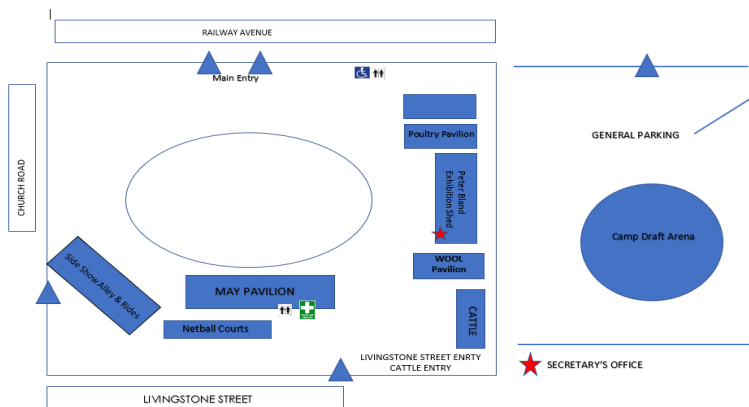 RAILWAY AVENUE
Main Entry
Poultry Pavilion
GENERAL PARKING
CHURCH ROAD
Peter Bland
Exhibition Shed
Camp Draft Arena
Side Show Alley & Rides
WOOL
Pavilion
MAY PAVILION
CATTLE
Netball Courts
LIVINGSTONE STREET ENRTY
CATTLE ENTRY
SECRETARY'S OFFICE
LIVINGSTONE STREET